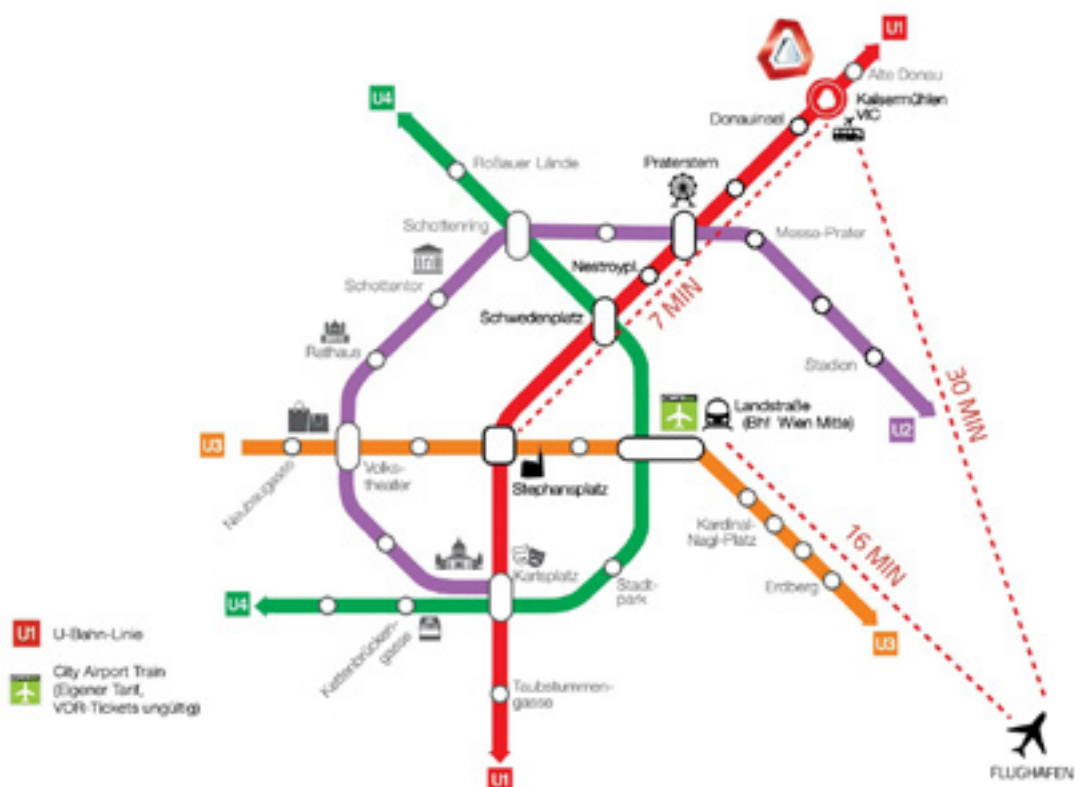 U1
Alte Donau
Kaisermühlen
VIC
Donauinsel
U4
Roßauer Lände
Praterstern
Schottenring
Messe-Prater
Nestroypl.
7 MIN
Schottentor
Schwedenplatz
Rathaus
Stadion
30 MIN
U2
Landstraße
(Bhf. Wien Mitte)
U3
Neubaugasse
Volks-
theater
Stephansplatz
Kardinal-
Nagl-Platz
16 MIN
Erdberg
Karlsplatz
Stadt-
park
U4
Kettenbrücken-
gasse
U3
U1
U-Bahn-Linie
City Airport Train
(Eigener Tarif,
VOR-Tickets ungültig)
Taubstummen-
gasse
U1
FLUGHAFEN